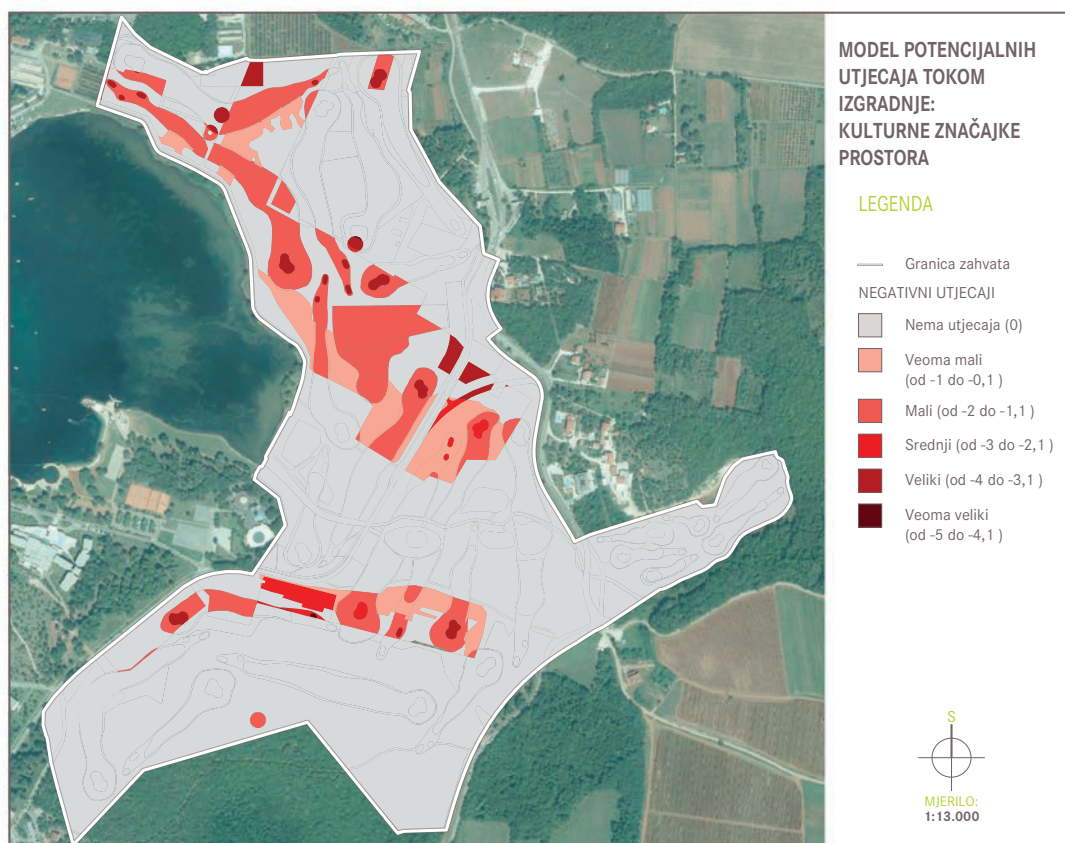 MODEL POTENCIJALNIH
UTJECAJA TOKOM
IZGRADNJE:
KULTURNE ZNAČAJKE
PROSTORA
LEGENDA
Granica zahvata
NEGATIVNI UTJECAJI
Nema utjecaja (0)
Veoma mali
(od -1 do -0,1 )
Mali (od -2 do -1,1 )
Srednji (od -3 do -2,1 )
Veliki (od -4 do -3,1 )
Veoma veliki
(od -5 do -4,1 )
S
MJERILO:
1:13.000